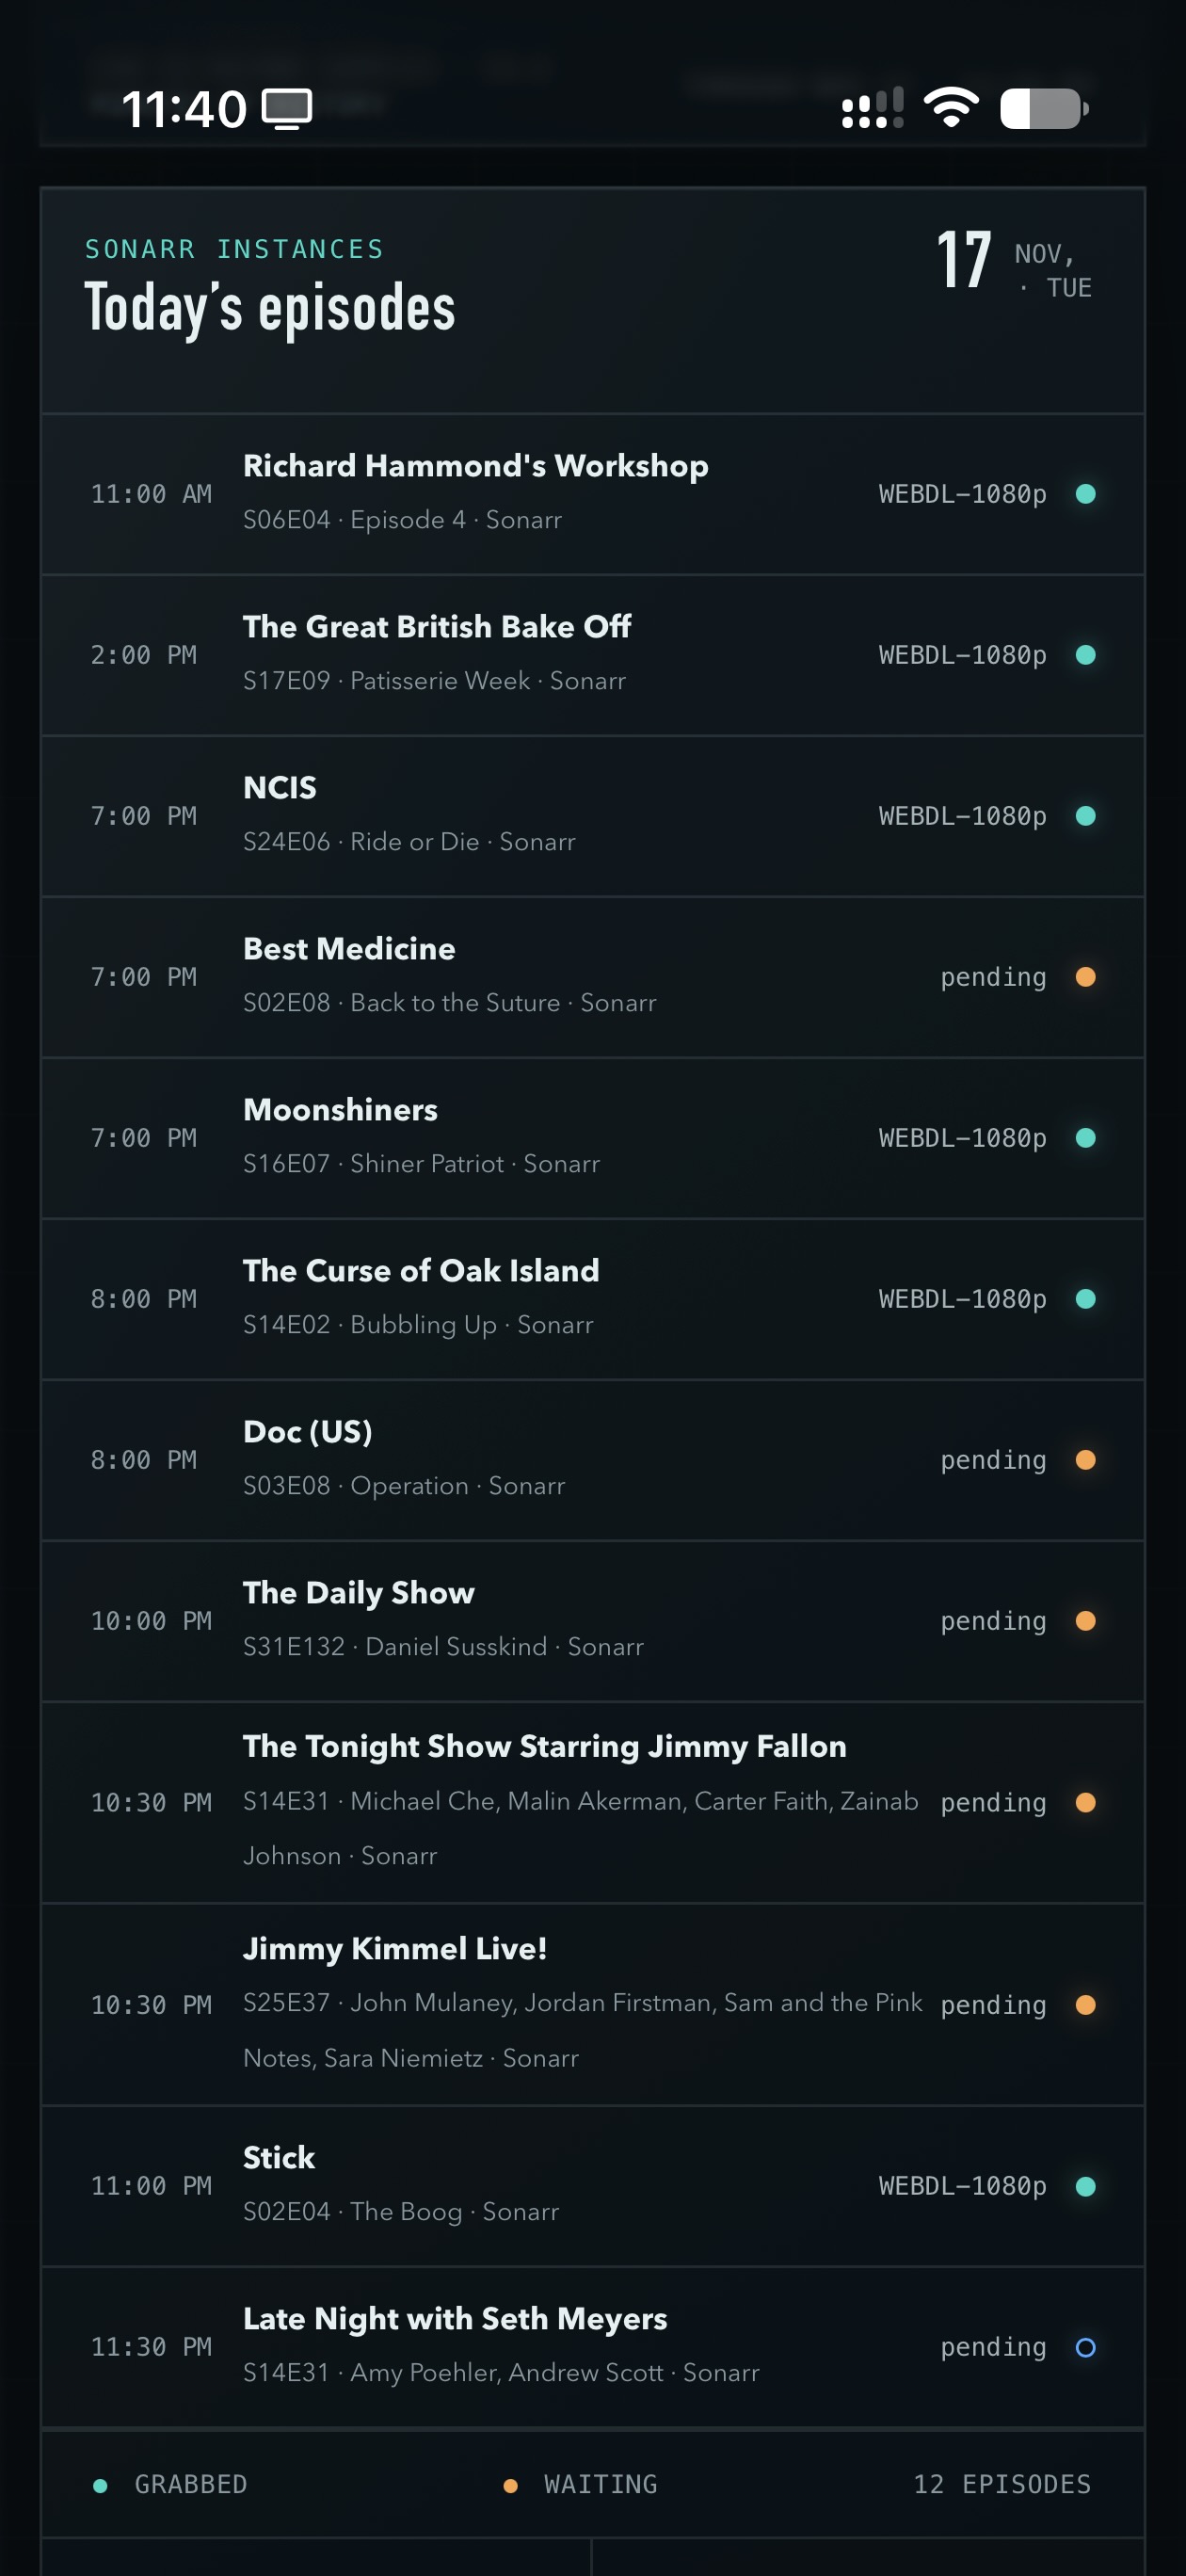 11:40
SONARR INSTANCES
Today’s episodes
17 NOV,
· TUE
11:00 AM
Richard Hammond's Workshop
S06E04 · Episode 4 · Sonarr
WEBDL-1080p
2:00 PM
The Great British Bake Off
S17E09 · Patisserie Week · Sonarr
WEBDL-1080p
7:00 PM
NCIS
S24E06 · Ride or Die · Sonarr
WEBDL-1080p
7:00 PM
Best Medicine
S02E08 · Back to the Suture · Sonarr
pending
7:00 PM
Moonshiners
S16E07 · Shiner Patriot · Sonarr
WEBDL-1080p
8:00 PM
The Curse of Oak Island
S14E02 · Bubbling Up · Sonarr
WEBDL-1080p
8:00 PM
Doc (US)
S03E08 · Operation · Sonarr
pending
10:00 PM
The Daily Show
S31E132 · Daniel Susskind · Sonarr
pending
10:30 PM
The Tonight Show Starring Jimmy Fallon
S14E31 · Michael Che, Malin Akerman, Carter Faith, Zainab
Johnson · Sonarr
pending
10:30 PM
Jimmy Kimmel Live!
S25E37 · John Mulaney, Jordan Firstman, Sam and the Pink
Notes, Sara Niemietz · Sonarr
pending
11:00 PM
Stick
S02E04 · The Boog · Sonarr
WEBDL-1080p
11:30 PM
Late Night with Seth Meyers
S14E31 · Amy Poehler, Andrew Scott · Sonarr
pending
GRABBED
WAITING
12 EPISODES